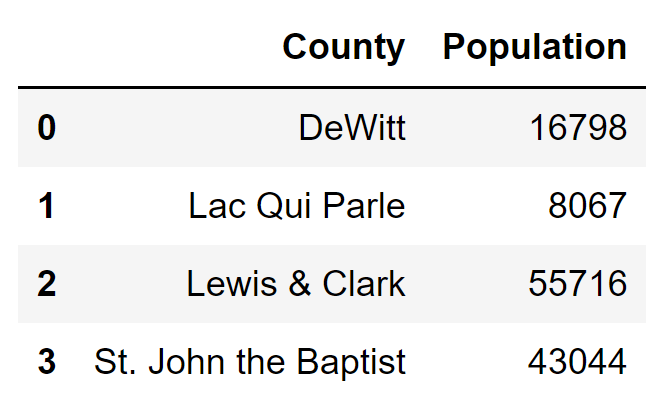 County Population
0 DeWitt 16798
1 Lac Qui Parle 8067
2 Lewis & Clark 55716
3 St. John the Baptist 43044